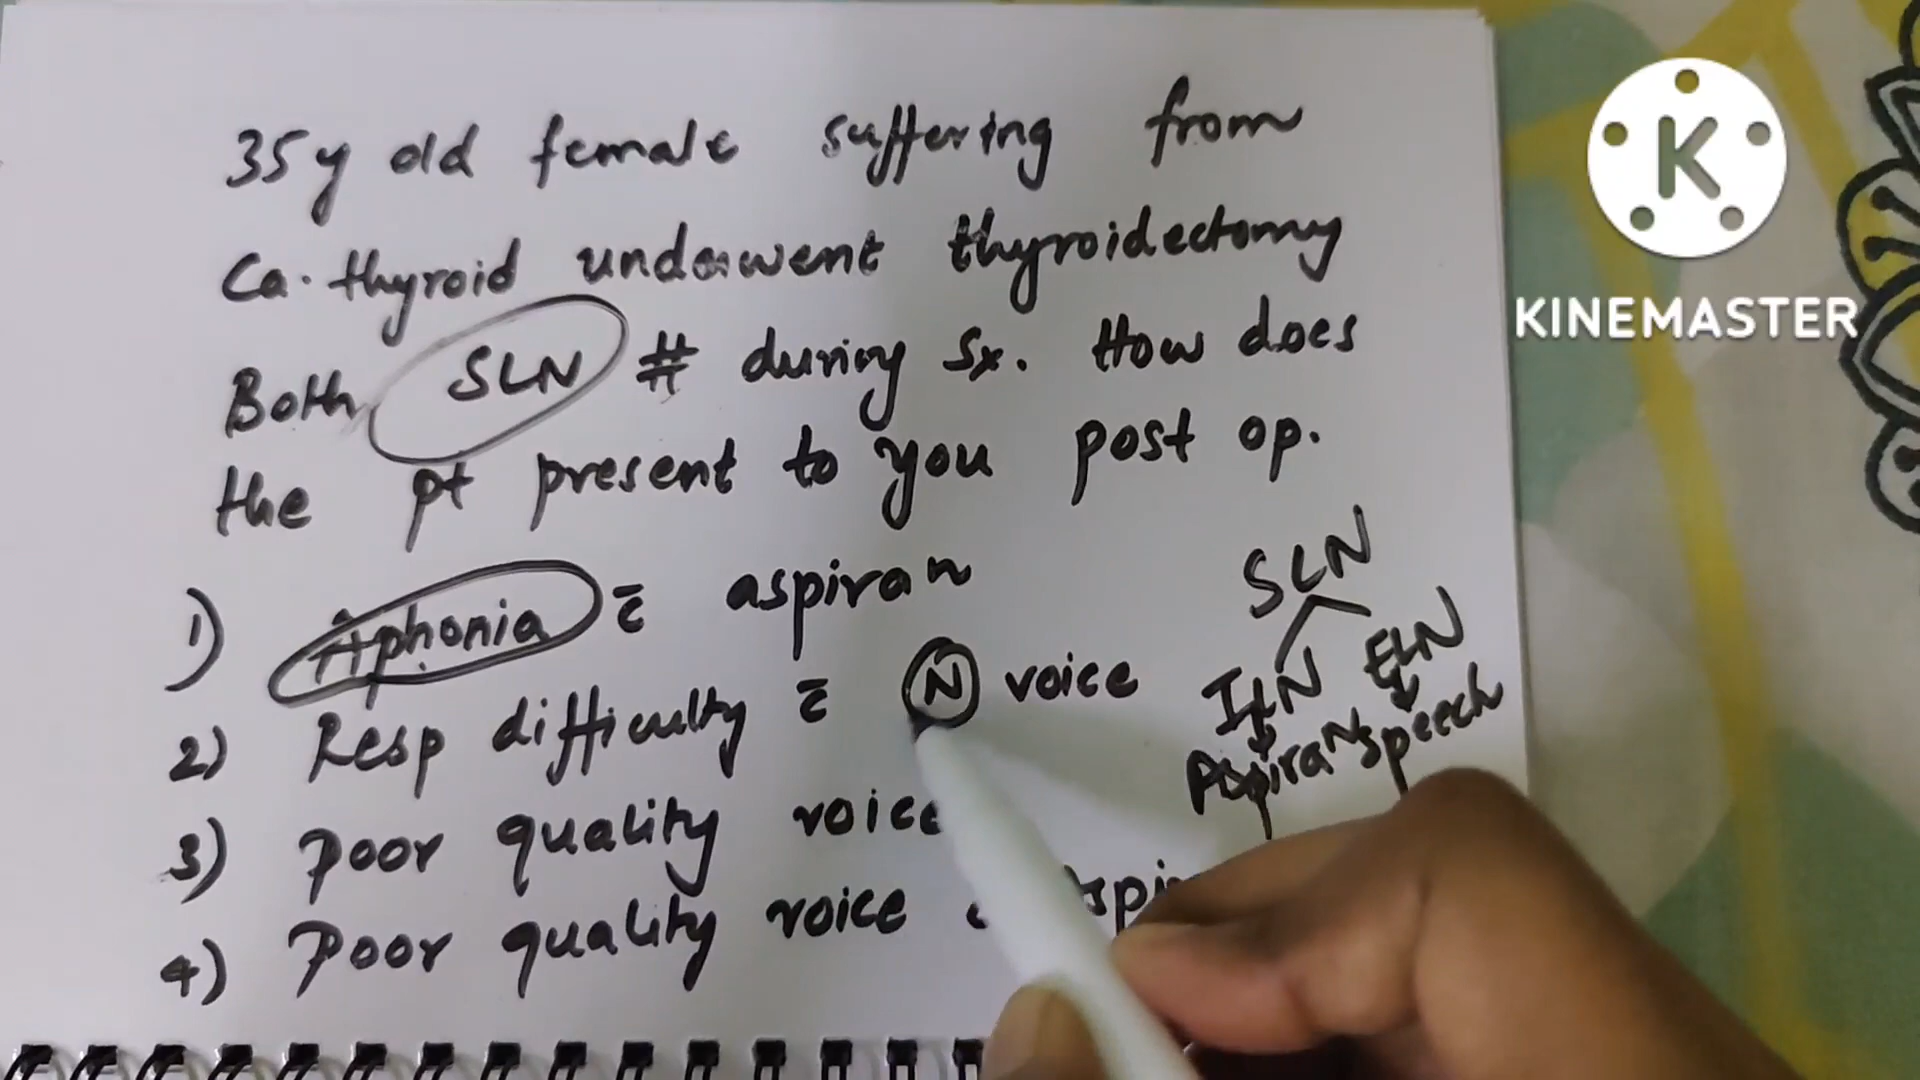 35y old female suffering from
Ca. thyroid underwent thyroidectomy
Both SLN # during Sx. How does
the pt present to you post op.
1) Aphonia c̄ aspiran
2) Resp difficulty c̄ N voice
3) Poor quality voice
4) Poor quality voice
SLN
ILN ELN
Aspiran speech
K
KINEMASTER